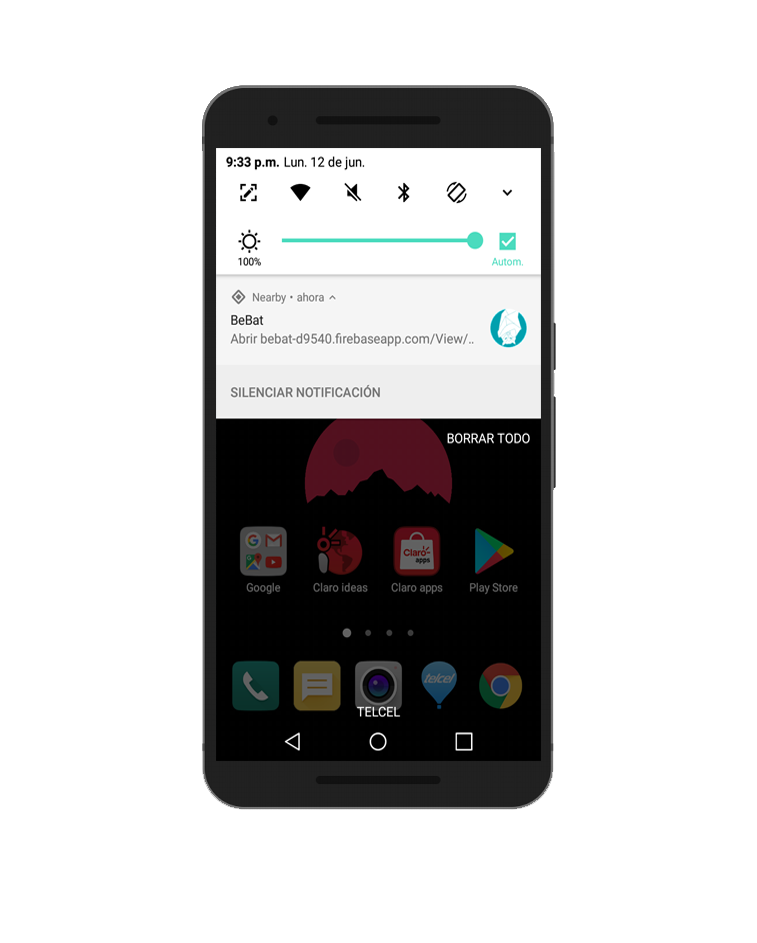 9:33 p.m. Lun. 12 de jun.
100%
Autom.
Nearby • ahora
BeBat
Abrir bebat-d9540.firebaseapp.com/View/..
SILENCIAR NOTIFICACIÓN
BORRAR TODO
G
Claro-
apps
Google
Claro ideas
Claro apps
Play Store
telcel
TELCEL